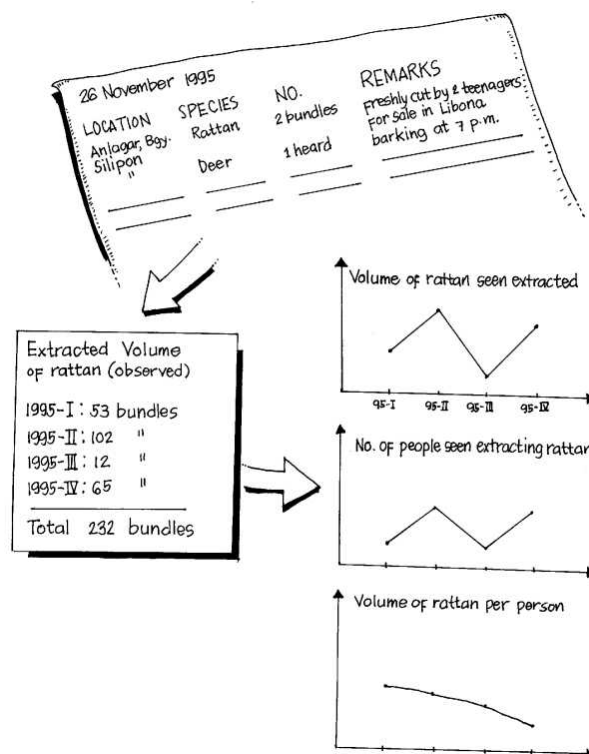 26 November 1995
LOCATION SPECIES NO. REMARKS
Anlagar, Bgy. Rattan 2 bundles Freshly cut by 2 teenagers
Silipon for sale in Libona
" Deer 1 heard barking at 7 p.m.
Extracted Volume
of rattan (observed)
1995-I: 53 bundles
1995-II: 102 "
1995-III: 12 "
1995-IV: 65 "
Total 232 bundles
Volume of rattan seen extracted
95-I 95-II 95-III 95-IV
No. of people seen extracting rattan
Volume of rattan per person